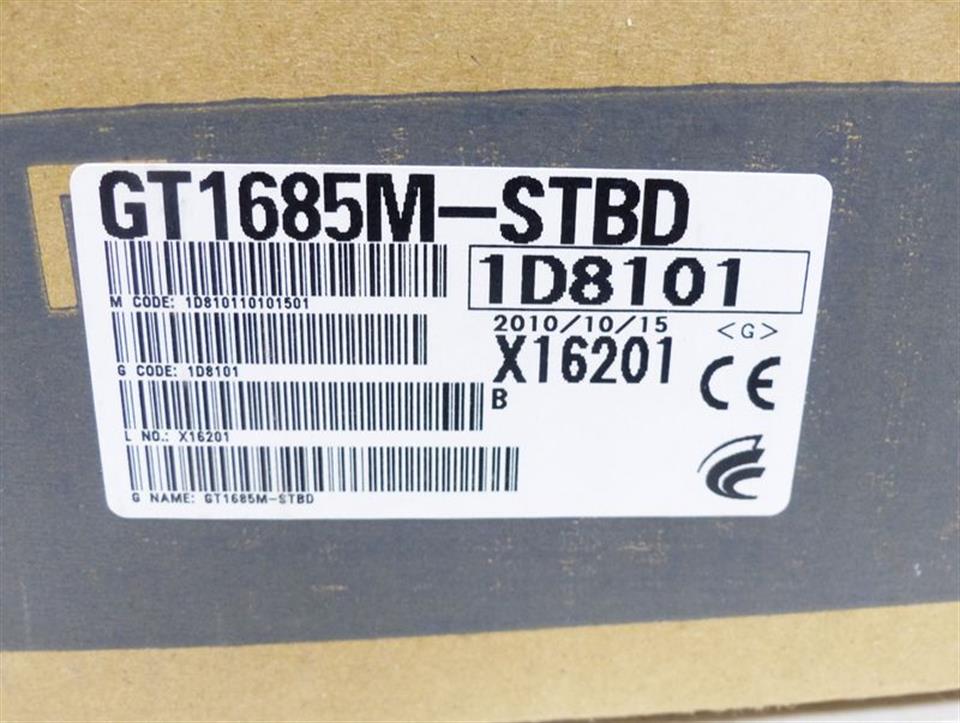 GT1685M-STBD
1D8101
M CODE: 1D810110101501
2010/10/15 <G>
X16201
G CODE: 1D8101
B
CE
L NO.: X16201
G NAME: GT1685M-STBD